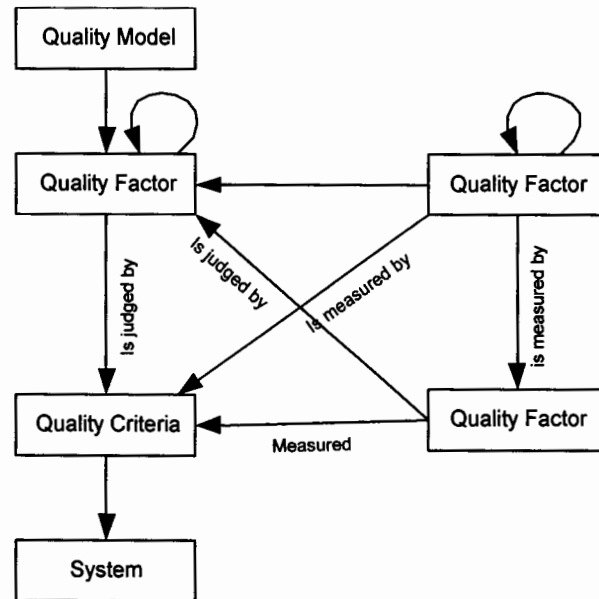 Quality Model
Quality Factor
Quality Factor
Is judged by
Is judged by
Is measured by
is measured by
Quality Criteria
Measured
Quality Factor
System